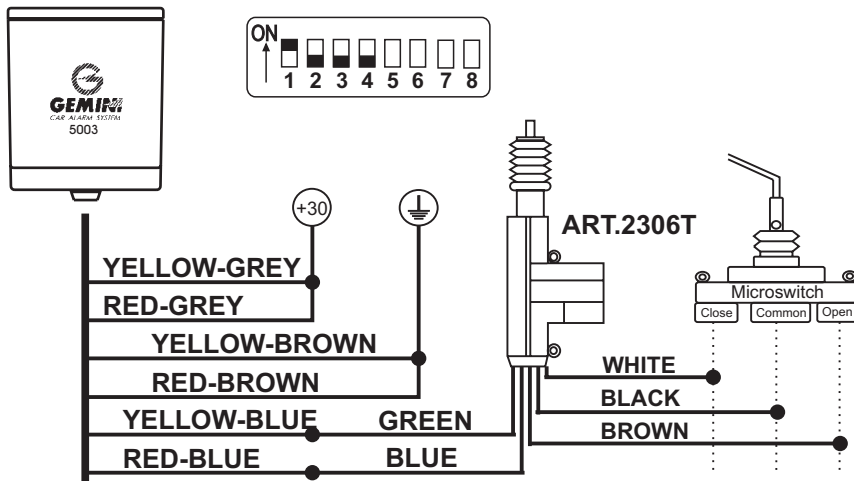 ON
1 2 3 4 5 6 7 8
GEMINI
CAR ALARM SYSTEM
5003
+30
ART.2306T
YELLOW-GREY
RED-GREY
YELLOW-BROWN
RED-BROWN
YELLOW-BLUE
GREEN
RED-BLUE
BLUE
Microswitch
Close
Common
Open
WHITE
BLACK
BROWN